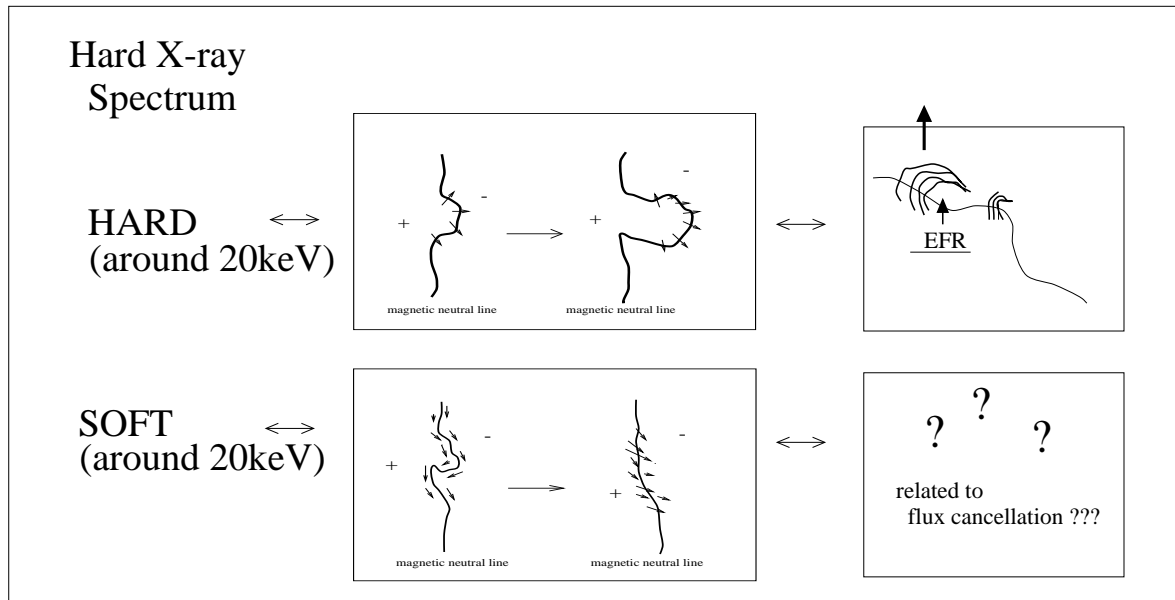 Hard X-ray
Spectrum
HARD
(around 20keV)
+
-
magnetic neutral line
+
-
magnetic neutral line
EFR
SOFT
(around 20keV)
+
-
magnetic neutral line
+
-
magnetic neutral line
? ? ?
related to
flux cancellation ???